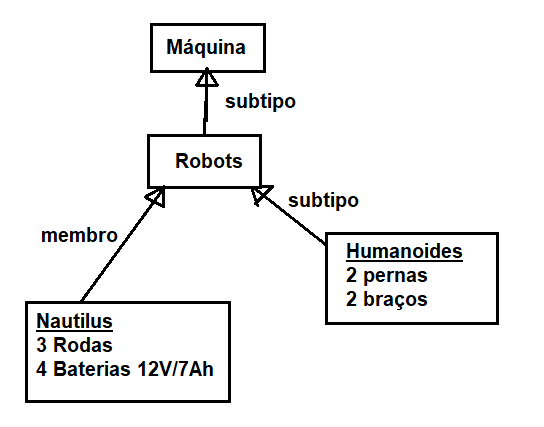 Máquina
subtipo
Robots
subtipo
membro
Humanoides
2 pernas
2 braços
Nautilus
3 Rodas
4 Baterias 12V/7Ah